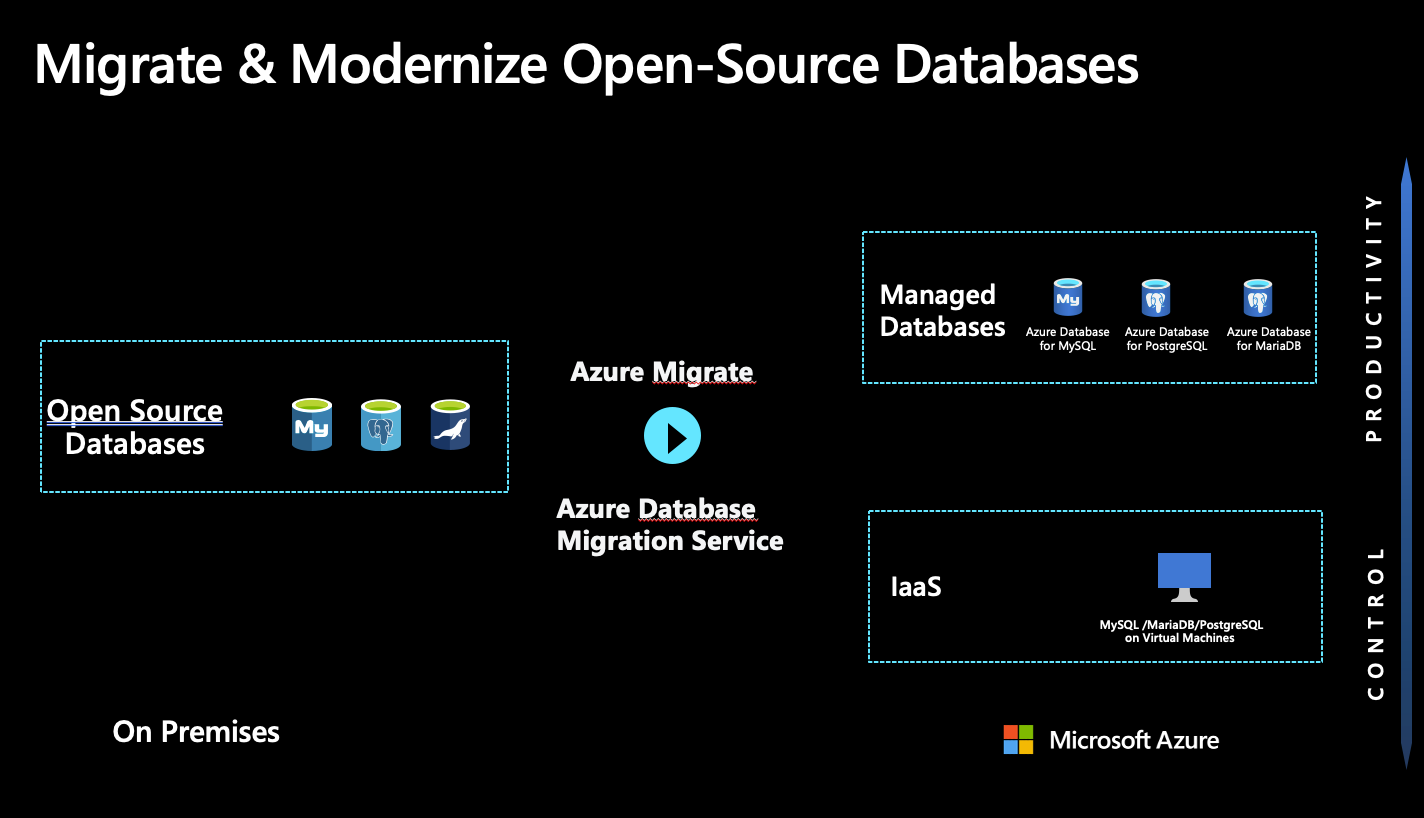 Migrate & Modernize Open-Source Databases
Open Source
Databases
My
On Premises
Azure Migrate
Azure Database
Migration Service
Managed
Databases
My
Azure Database
for MySQL
Azure Database
for PostgreSQL
Azure Database
for MariaDB
IaaS
MySQL /MariaDB/PostgreSQL
on Virtual Machines
Microsoft Azure
PRODUCTIVITY
CONTROL